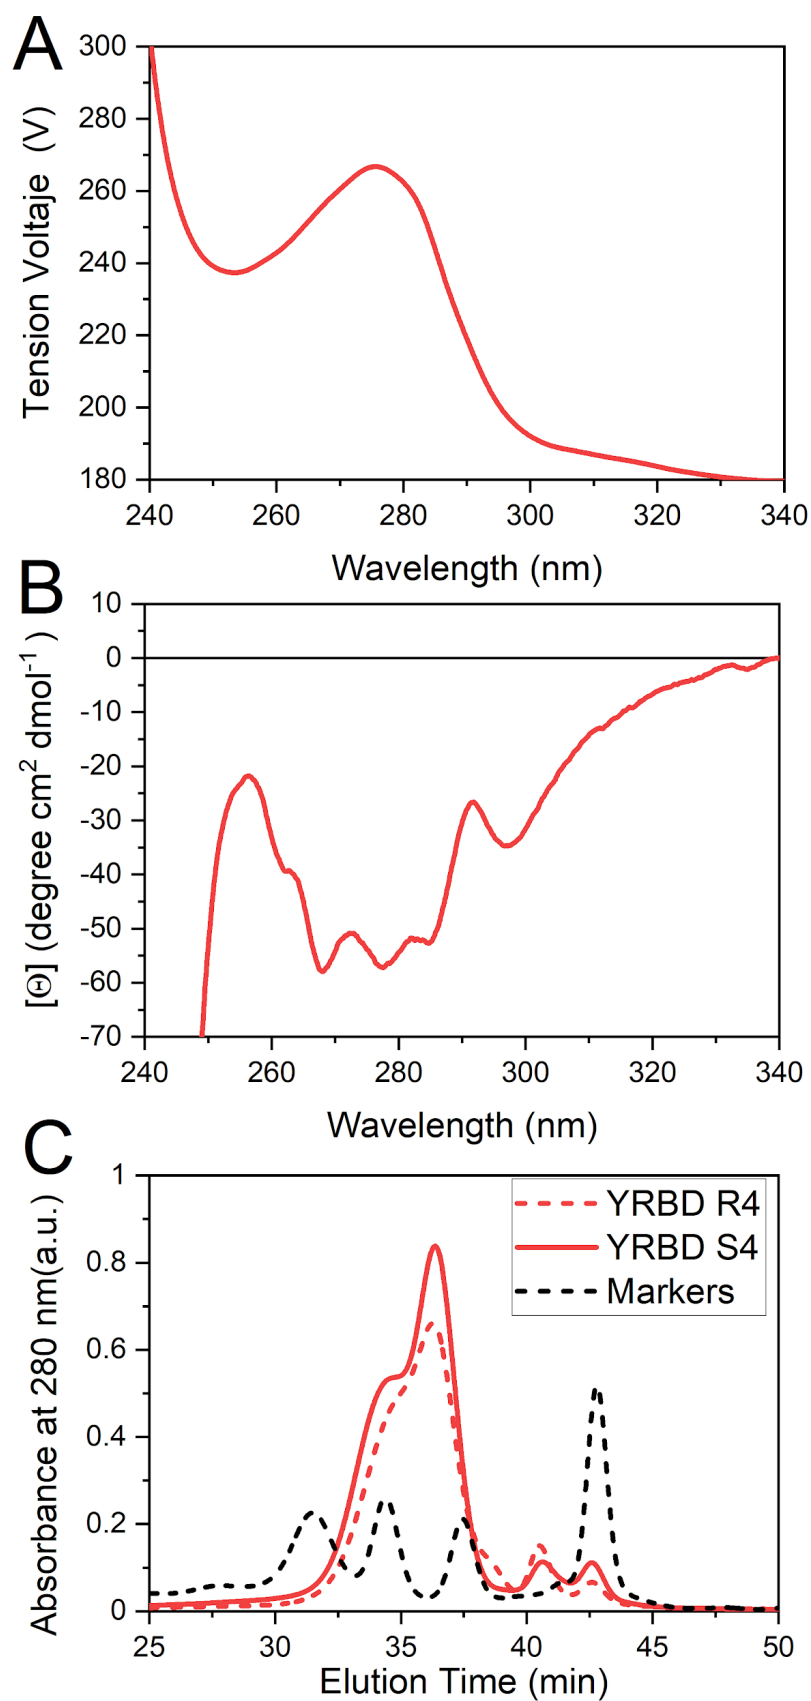 A
Tension Voltaje (V)
300
280
260
240
220
200
180
240 260 280 300 320 340
Wavelength (nm)
B
[Θ] (degree cm² dmol⁻¹)
10
0
-10
-20
-30
-40
-50
-60
-70
240 260 280 300 320 340
Wavelength (nm)
C
Absorbance at 280 nm(a.u.)
1
0.8
0.6
0.4
0.2
0
YRBD R4
YRBD S4
Markers
25 30 35 40 45 50
Elution Time (min)